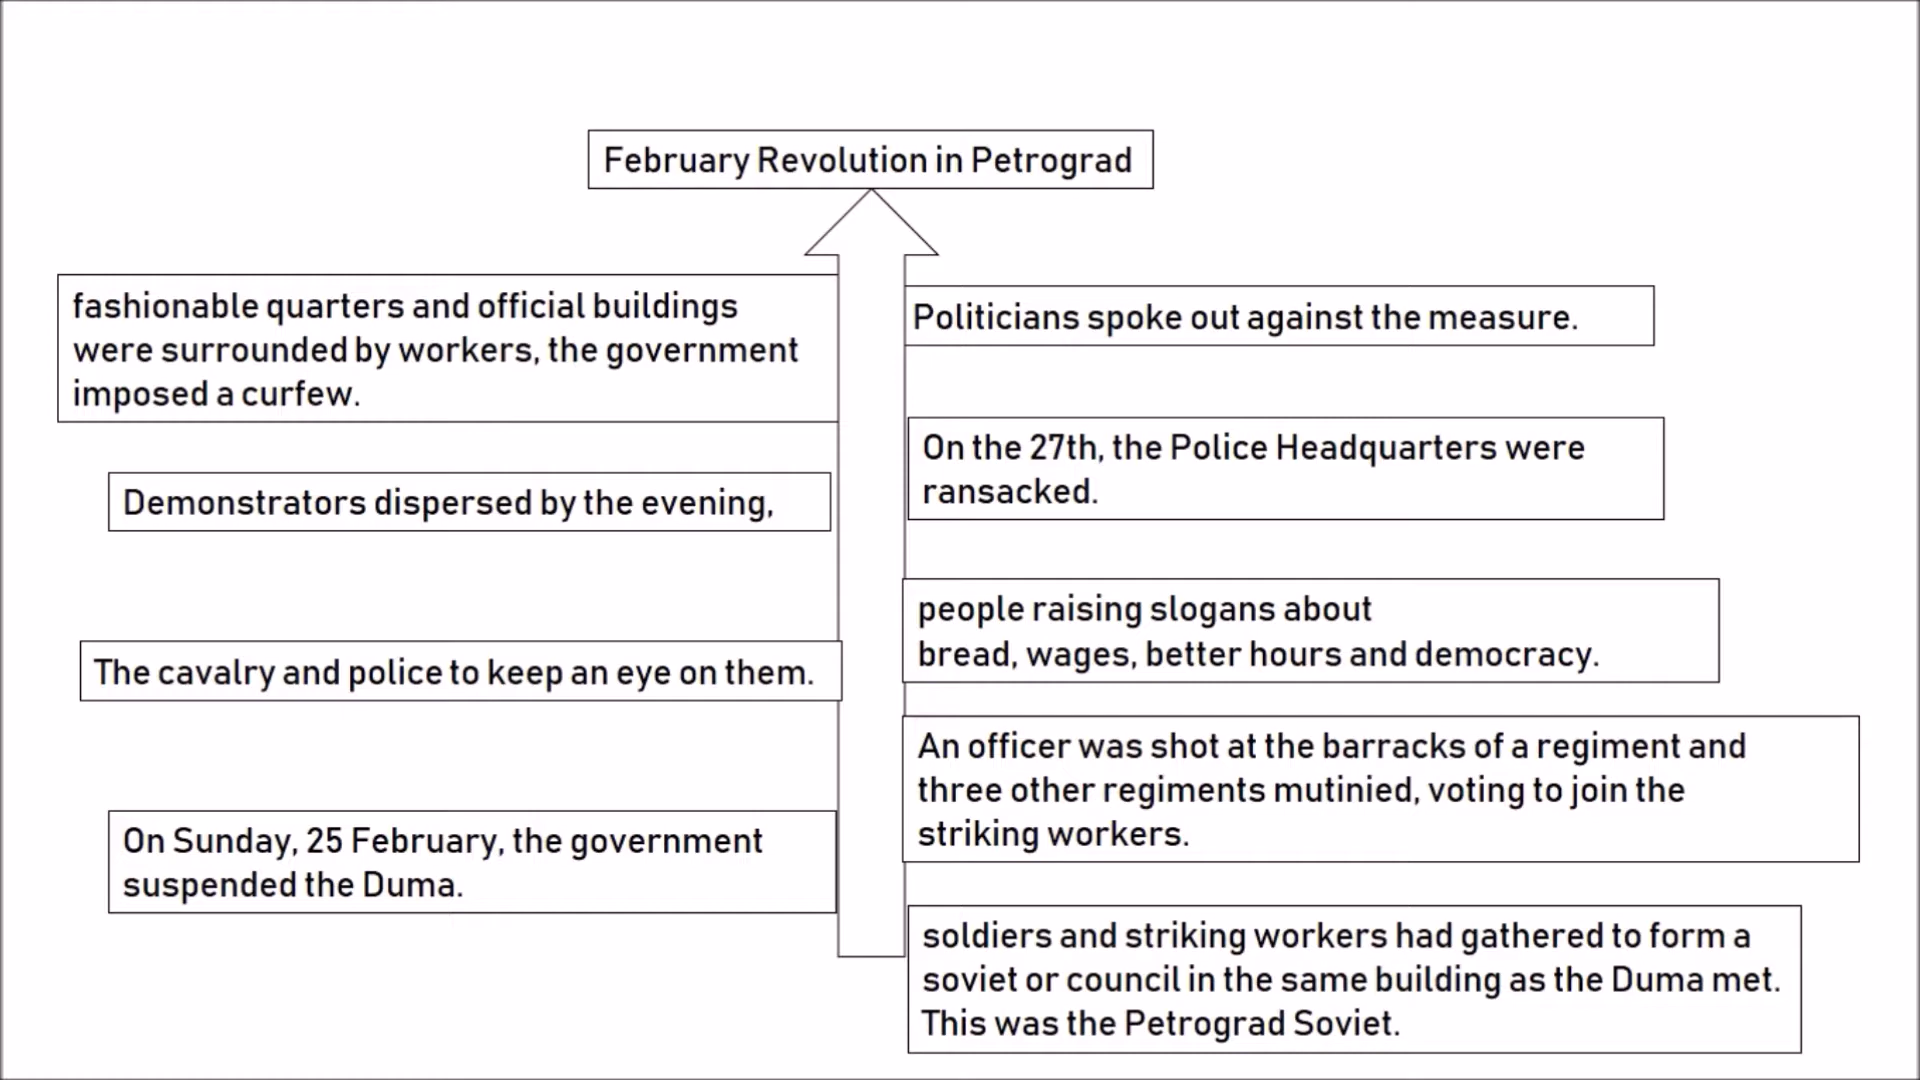 February Revolution in Petrograd
fashionable quarters and official buildings
were surrounded by workers, the government
imposed a curfew.
Demonstrators dispersed by the evening,
The cavalry and police to keep an eye on them.
On Sunday, 25 February, the government
suspended the Duma.
Politicians spoke out against the measure.
On the 27th, the Police Headquarters were
ransacked.
people raising slogans about
bread, wages, better hours and democracy.
An officer was shot at the barracks of a regiment and
three other regiments mutinied, voting to join the
striking workers.
soldiers and striking workers had gathered to form a
soviet or council in the same building as the Duma met.
This was the Petrograd Soviet.